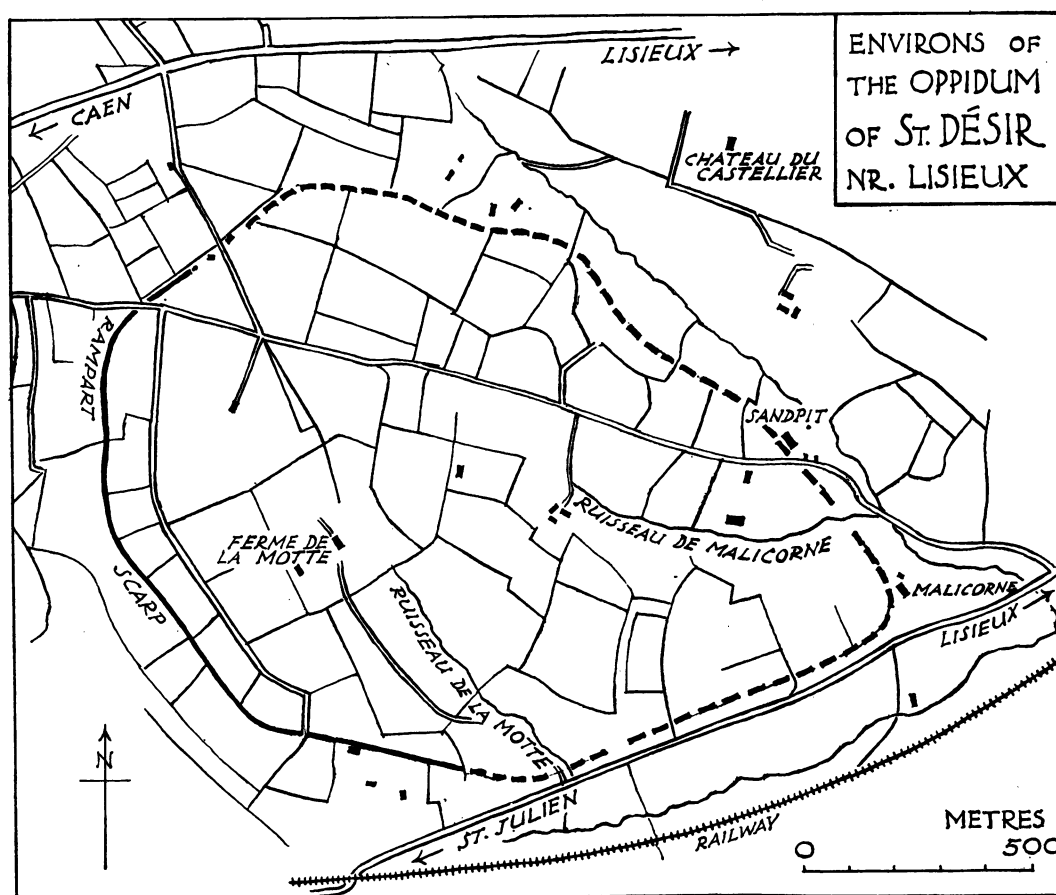 ENVIRONS OF
THE OPPIDUM
OF ST. DÉSIR
NR. LISIEUX
LISIEUX
CAEN
CHATEAU DU
CASTELLIER
RAMPART
SANDPIT
RUISSEAU DE MALICORNE
FERME DE
LA MOTTE
SCARP
RUISSEAU DE LA MOTTE
MALICORNE
LISIEUX
N
ST. JULIEN
RAILWAY
METRES
0 500